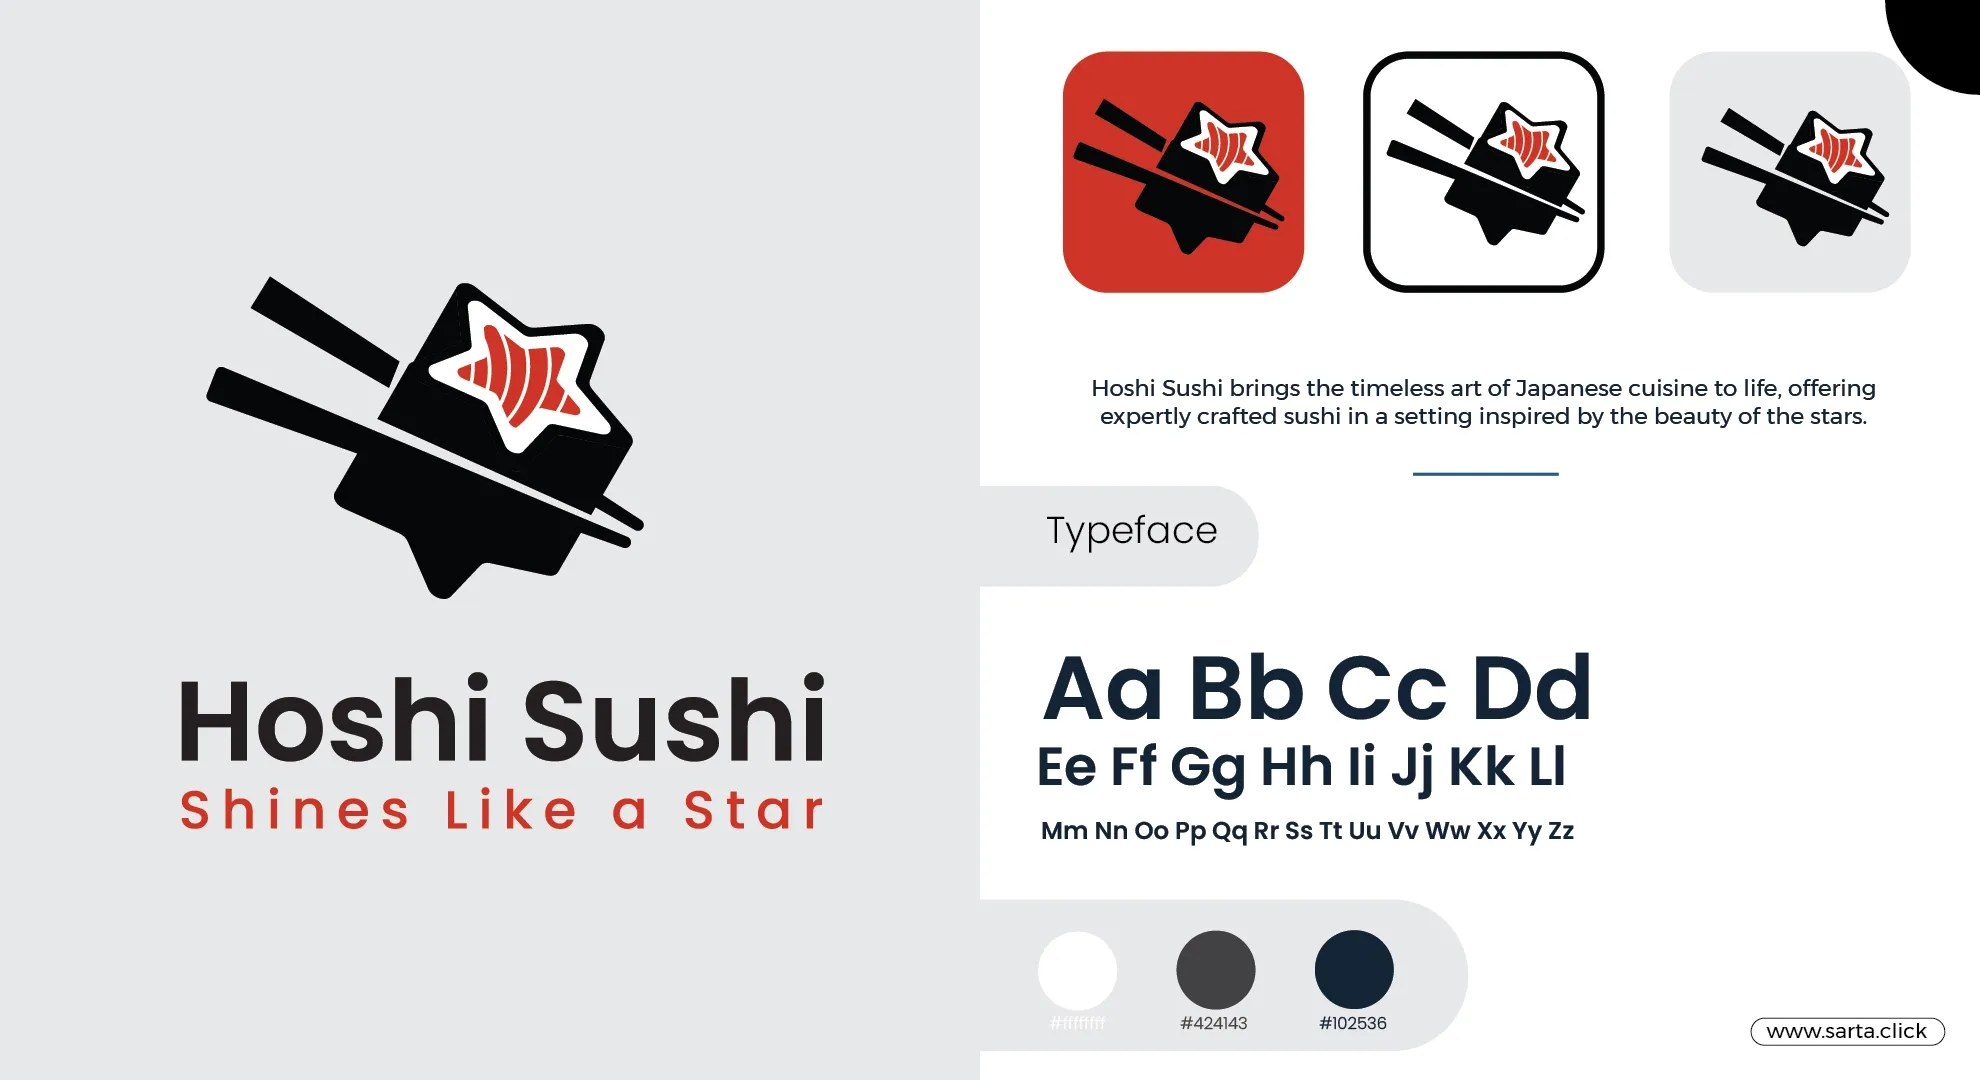 Hoshi Sushi
Shines Like a Star
Hoshi Sushi brings the timeless art of Japanese cuisine to life, offering
expertly crafted sushi in a setting inspired by the beauty of the stars.
Typeface
Aa Bb Cc Dd
Ee Ff Gg Hh Ii Jj Kk Ll
Mm Nn Oo Pp Qq Rr Ss Tt Uu Vv Ww Xx Yy Zz
#ffffffff
#424143
#102536
www.sarta.click